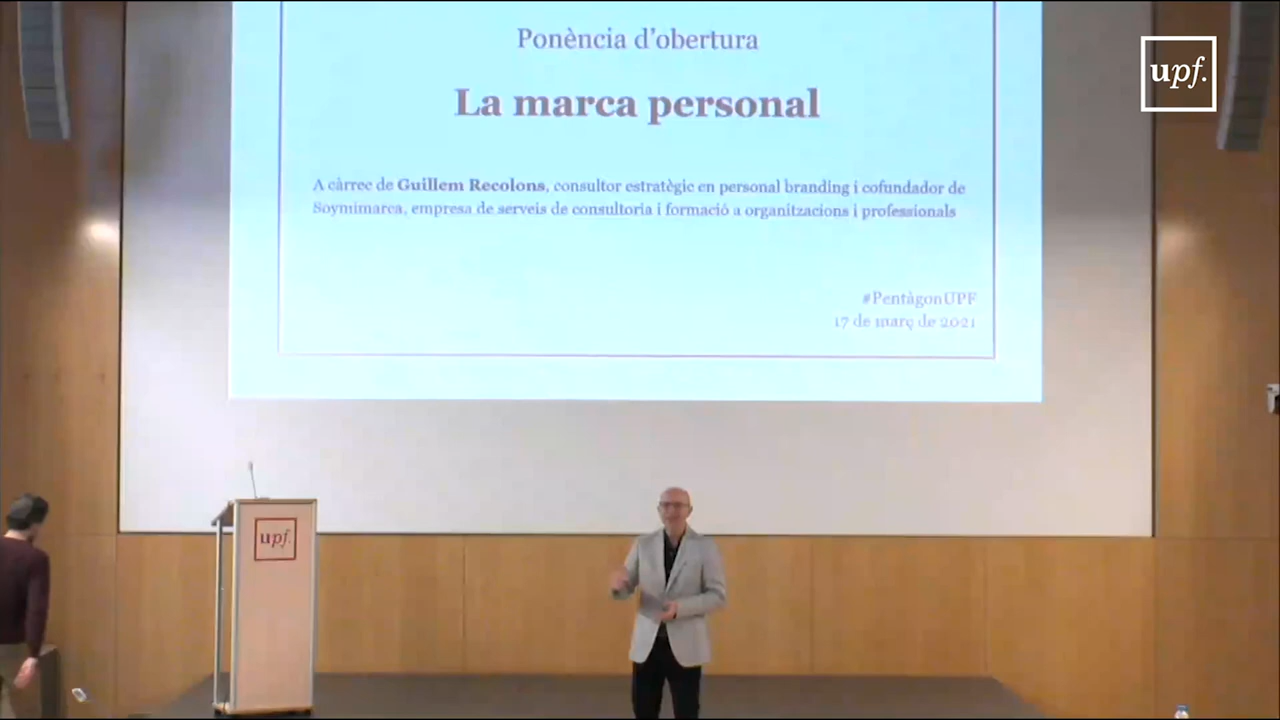 Ponència d'obertura
La marca personal
A càrrec de Guillem Recolons, consultor estratègic en personal branding i cofundador de
Soymimarca, empresa de serveis de consultoria i formació a organitzacions i professionals
#PentàgonUPF
17 de març de 2021
upf.
upf.